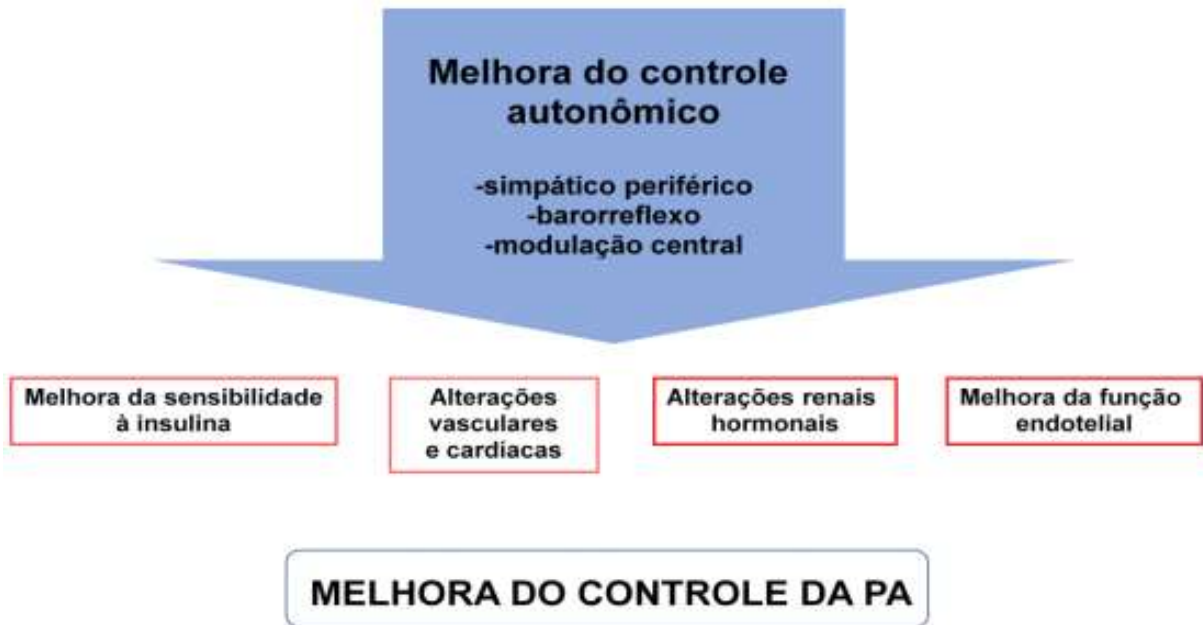 Melhora do controle
autonômico
-simpático periférico
-barorreflexo
-modulação central
Melhora da sensibilidade
à insulina
Alterações
vasculares
e cardíacas
Alterações renais
hormonais
Melhora da função
endotelial
MELHORA DO CONTROLE DA PA